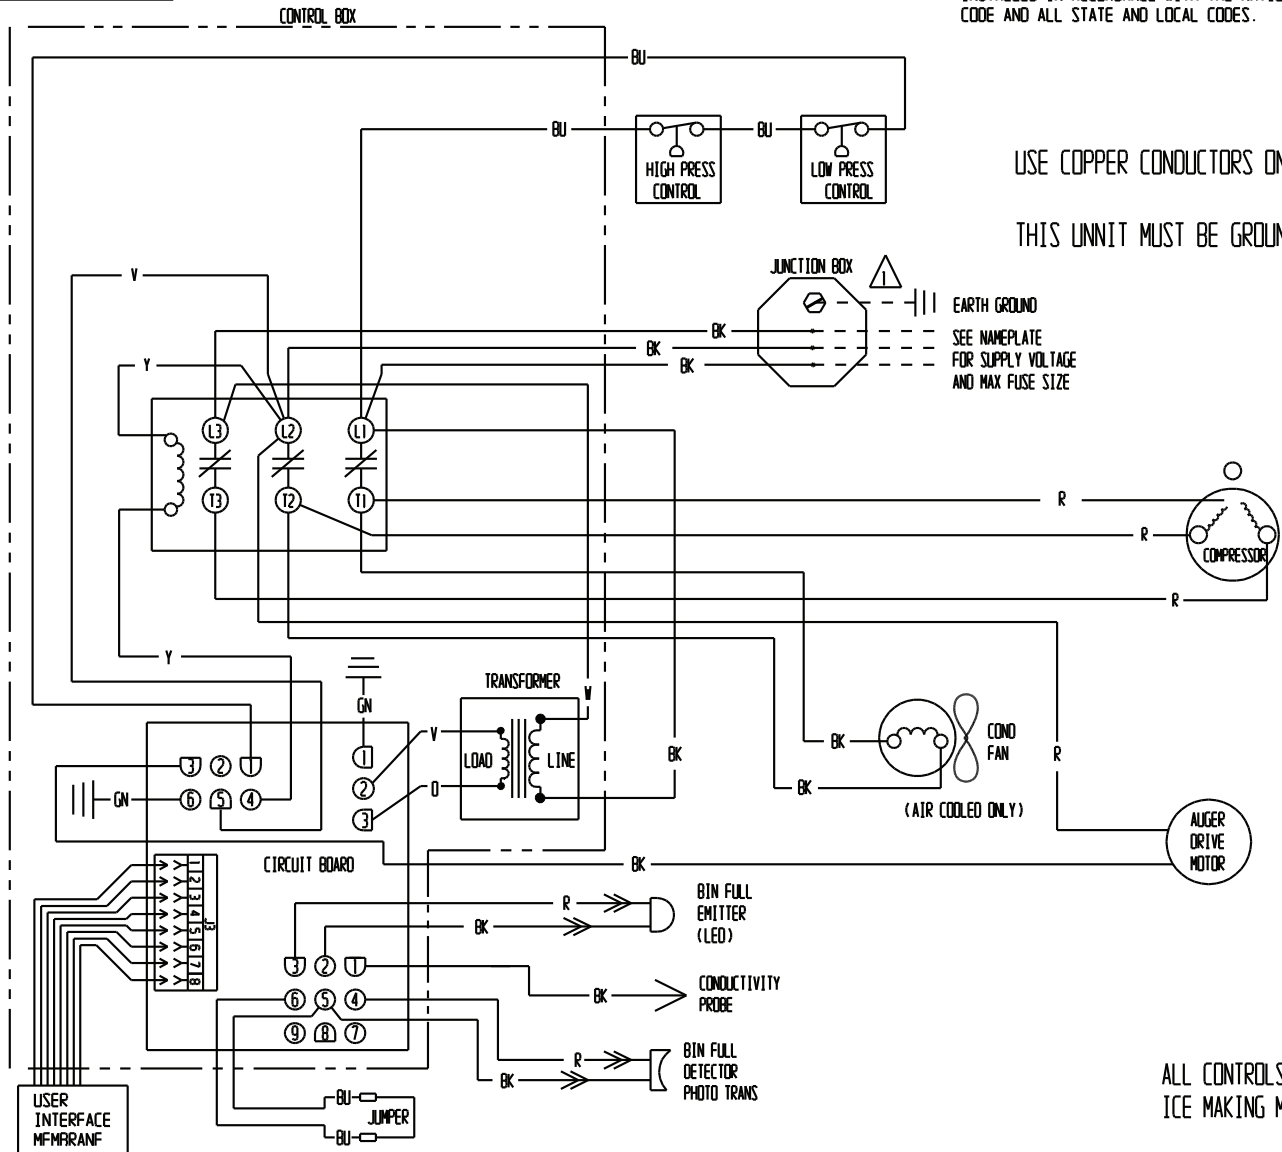 CONTROL BOX
CODE AND ALL STATE AND LOCAL CODES.
BU
BU
BU
HIGH PRESS
CONTROL
LOW PRESS
CONTROL
USE COPPER CONDUCTORS
THIS UNNIT MUST BE
JUNCTION BOX
1
V
EARTH GROUND
BK
SEE NAMEPLATE
BK
FOR SUPPLY VOLTAGE
Y
BK
AND MAX FUSE SIZE
L3
L2
L1
T3
T2
T1
R
R
COMPRESSOR
R
Y
TRANSFORMER
GN
W
V
LOAD
LINE
BK
BK
COND
FAN
R
3
2
1
1
2
3
O
GN
6
5
4
BK
(AIR COOLED ONLY)
AUGER
DRIVE
MOTOR
CIRCUIT BOARD
BK
1
2
3
4
5
6
7
8
J3
R
BIN FULL
EMITTER
(LED)
BK
3
2
1
6
5
4
9
8
7
BK
CONDUCTIVITY
PROBE
R
BIN FULL
DETECTOR
PHOTO TRANS
BK
ALL CONTROLS
ICE MAKING
USER
INTERFACE
MEMBRANE
BU
JUMPER
BU